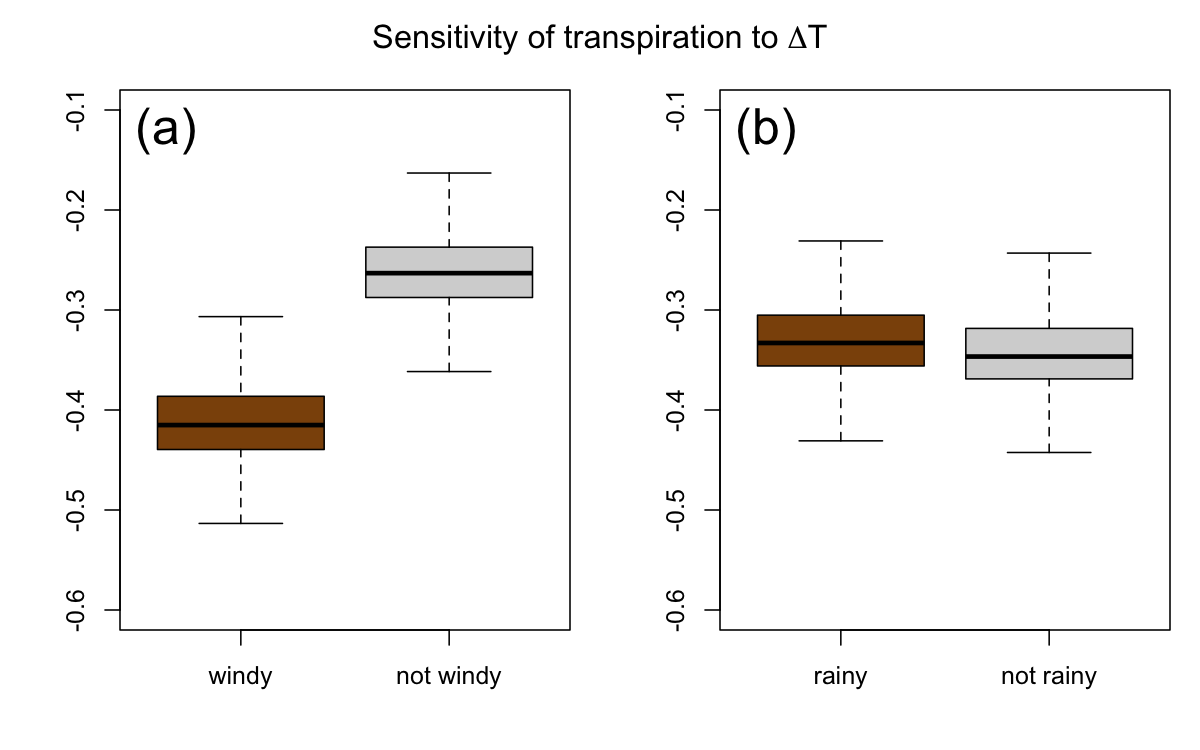 Sensitivity of transpiration to ΔT
(a)
-0.1
-0.2
-0.3
-0.4
-0.5
-0.6
windy not windy
(b)
-0.1
-0.2
-0.3
-0.4
-0.5
-0.6
rainy not rainy